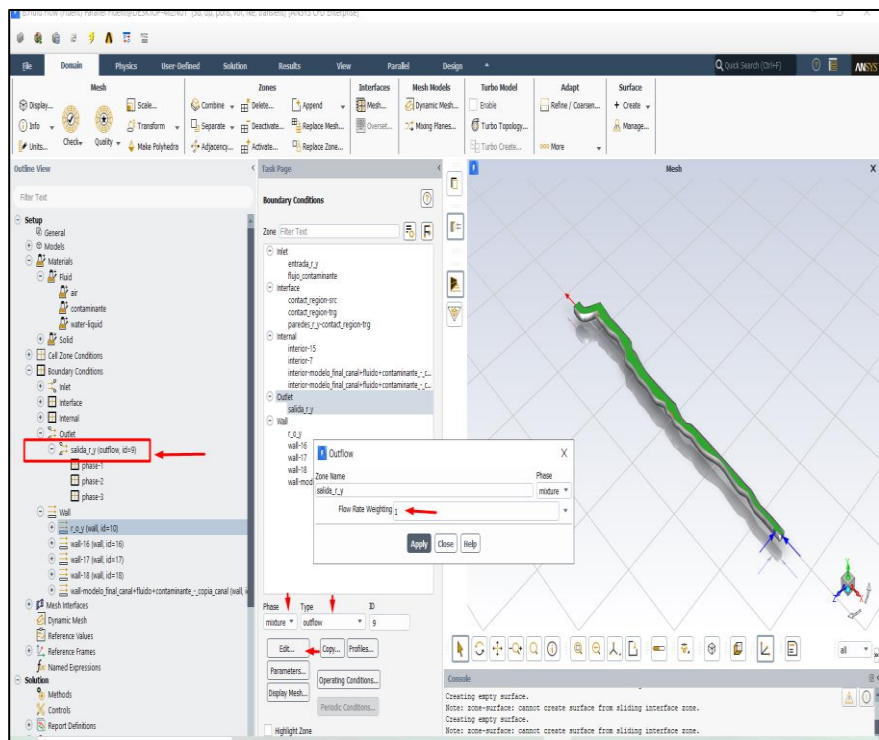 File Domain Physics User-Defined Solution Results View Parallel Design Quick Search (Ctrl+F) ANSYS
Mesh Zones Interfaces Mesh Models Turbo Model Adapt Surface
Display... Scale... Combine Delete... Append Mesh... Dynamic Mesh... Enable Refine / Coarsen... + Create
Info Transform Separate Deactivate... Replace Mesh... Overset... Mixing Planes... Turbo Topology... Manage...
Units... Check Quality Make Polyhedra Adjacency... Activate... Replace Zone... Turbo Create... More
Outline View
Filter Text
Setup
General
Models
Materials
Fluid
air
contaminante
water-liquid
Solid
Cell Zone Conditions
Boundary Conditions
Inlet
Interface
Internal
Outlet
salida_r_y (outflow, id=9)
phase-1
phase-2
phase-3
Wall
r_o_y (wall, id=10)
wall-16 (wall, id=16)
wall-17 (wall, id=17)
wall-18 (wall, id=18)
wall-modelo_final_canal+fluido+contaminante_-_copia_canal (wall, i
Mesh Interfaces
Dynamic Mesh
Reference Values
Reference Frames
Named Expressions
Solution
Methods
Controls
Report Definitions
Task Page
Boundary Conditions
Zone Filter Text
Inlet
entrada_r_y
flujo_contaminante
Interface
contact_region-src
contact_region-trg
paredes_r_y-contact_region-trg
Internal
interior-15
interior-7
interior-modelo_final_canal+fluido+contaminante_-_c...
interior-modelo_final_canal+fluido+contaminante_-_c...
Outlet
salida_r_y
Wall
r_o_y
wall-16
wall-17
wall-18
wall-mod
Phase Type ID
mixture outflow 9
Edit... Copy... Profiles...
Parameters... Operating Conditions...
Display Mesh... Periodic Conditions...
Highlight Zone
Outflow X
Zone Name Phase
salida_r_y mixture
Flow Rate Weighting 1
Apply Close Help
Mesh X
Y
Z
X
all
Console
Creating empty surface.
Note: zone-surface: cannot create surface from sliding interface zone.
Creating empty surface.
Note: zone-surface: cannot create surface from sliding interface zone.